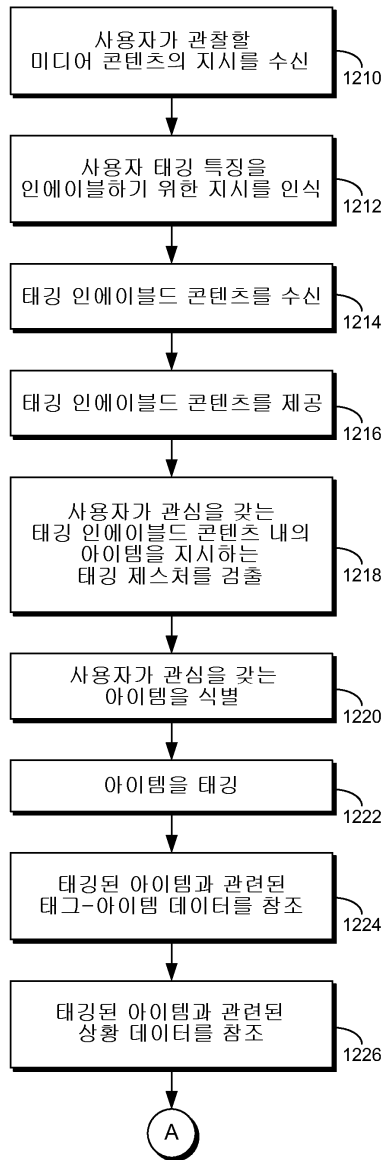 사용자가 관찰할
미디어 콘텐츠의 지시를 수신
1210
사용자 태깅 특징을
인에이블하기 위한 지시를 인식
1212
태깅 인에이블드 콘텐츠를 수신
1214
태깅 인에이블드 콘텐츠를 제공
1216
사용자가 관심을 갖는
태깅 인에이블드 콘텐츠 내의
아이템을 지시하는
태깅 제스처를 검출
1218
사용자가 관심을 갖는
아이템을 식별
1220
아이템을 태깅
1222
태깅된 아이템과 관련된
태그-아이템 데이터를 참조
1224
태깅된 아이템과 관련된
상황 데이터를 참조
1226
A